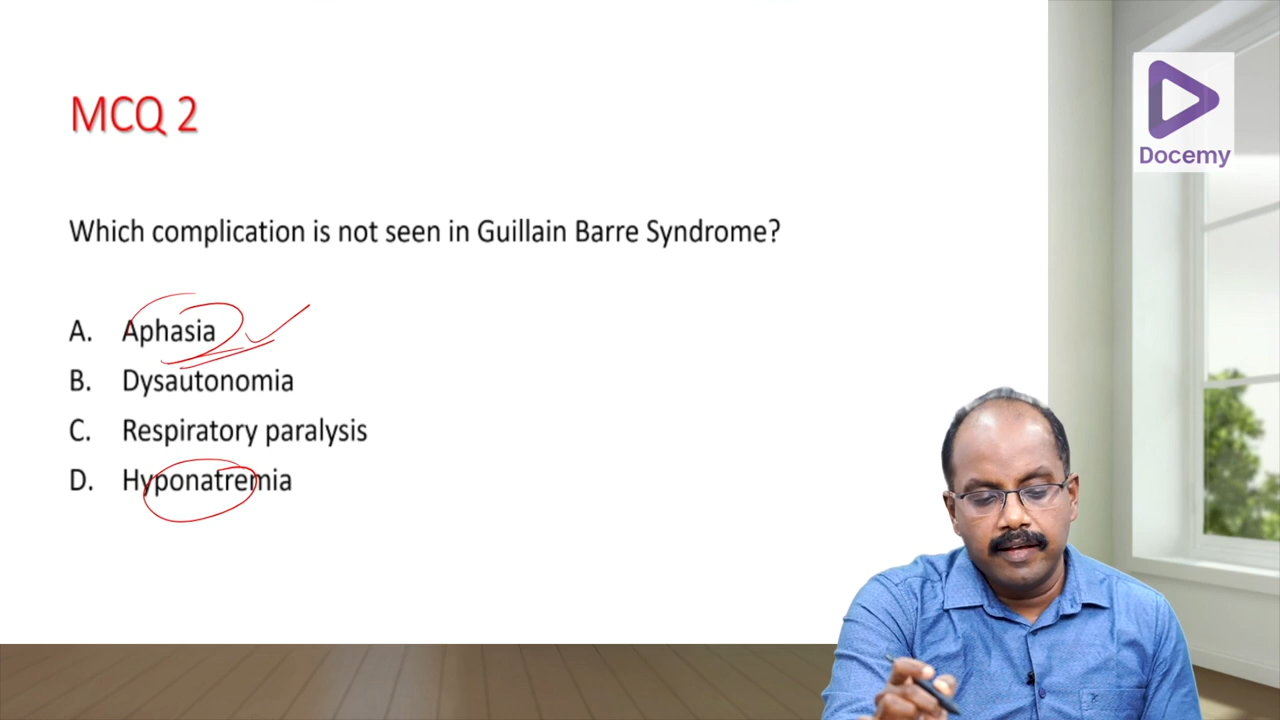 Docemy
MCQ 2
Which complication is not seen in Guillain Barre Syndrome?
A. Aphasia
B. Dysautonomia
C. Respiratory paralysis
D. Hyponatremia